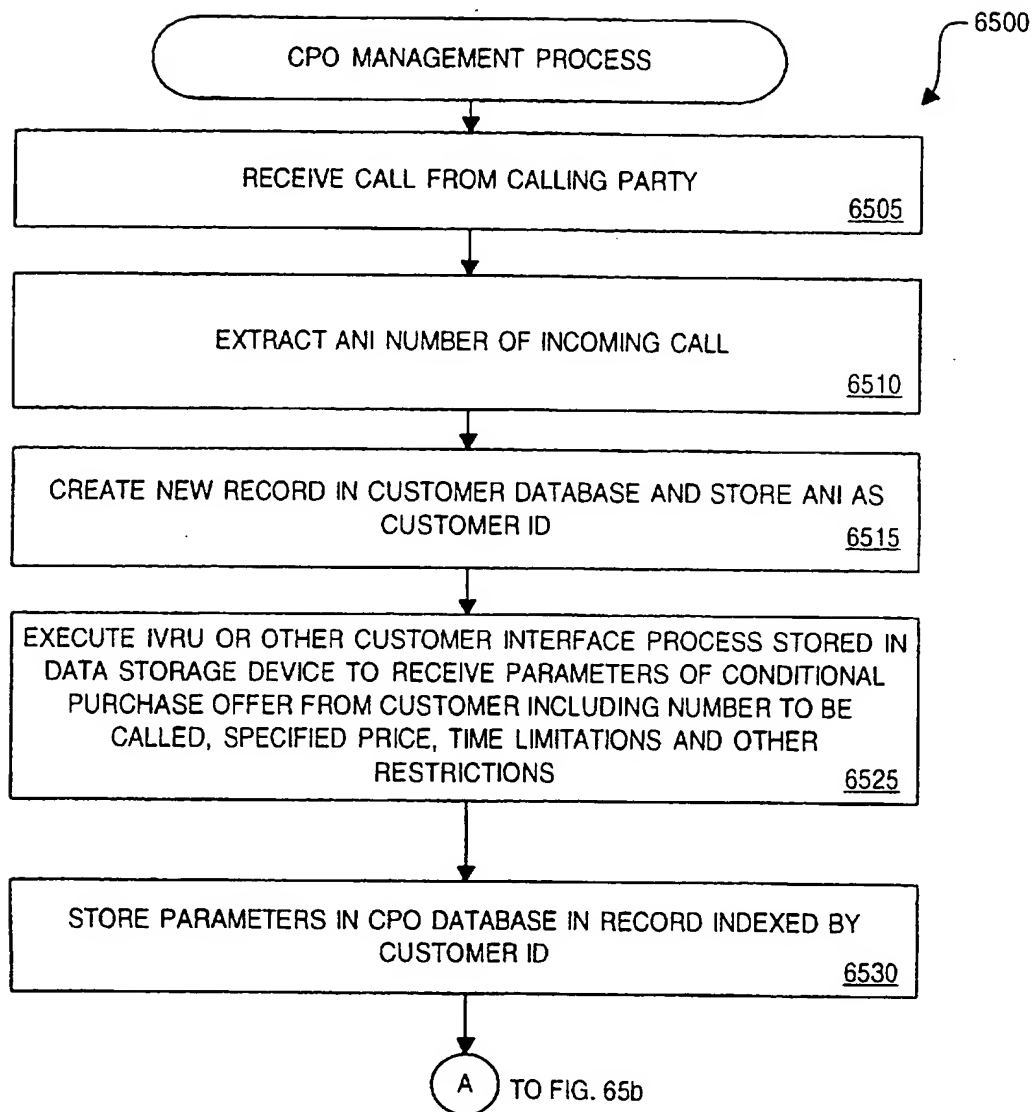 6500
CPO MANAGEMENT PROCESS
RECEIVE CALL FROM CALLING PARTY
6505
EXTRACT ANI NUMBER OF INCOMING CALL
6510
CREATE NEW RECORD IN CUSTOMER DATABASE AND STORE ANI AS
CUSTOMER ID
6515
EXECUTE IVRU OR OTHER CUSTOMER INTERFACE PROCESS STORED IN
DATA STORAGE DEVICE TO RECEIVE PARAMETERS OF CONDITIONAL
PURCHASE OFFER FROM CUSTOMER INCLUDING NUMBER TO BE
CALLED, SPECIFIED PRICE, TIME LIMITATIONS AND OTHER
RESTRICTIONS
6525
STORE PARAMETERS IN CPO DATABASE IN RECORD INDEXED BY
CUSTOMER ID
6530
A TO FIG. 65b